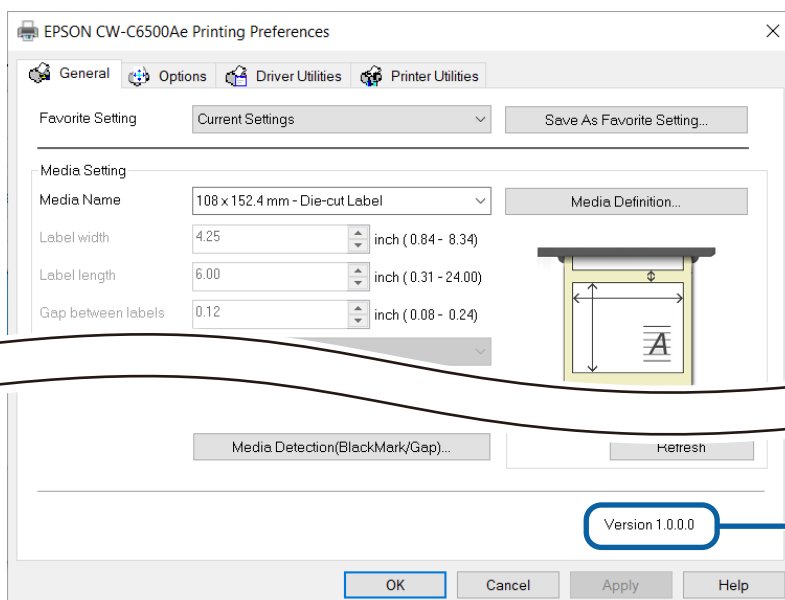 EPSON CW-C6500Ae Printing Preferences
General Options Driver Utilities Printer Utilities
Favorite Setting Current Settings Save As Favorite Setting...
Media Setting
Media Name 108 x 152.4 mm - Die-cut Label Media Definition...
Label width 4.25 inch ( 0.84 - 8.34)
Label length 6.00 inch ( 0.31 - 24.00)
Gap between labels 0.12 inch ( 0.08 - 0.24)
A
Media Detection(BlackMark/Gap)... Refresh
Version 1.0.0.0
OK Cancel Apply Help